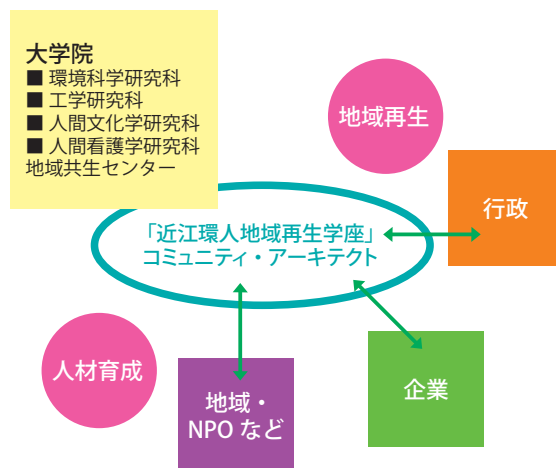 大学院
■ 環境科学研究科
■ 工学研究科
■ 人間文化学研究科
■ 人間看護学研究科
地域共生センター
地域再生
行政
「近江環人地域再生学座」
コミュニティ・アーキテクト
人材育成
地域・
NPO など
企業